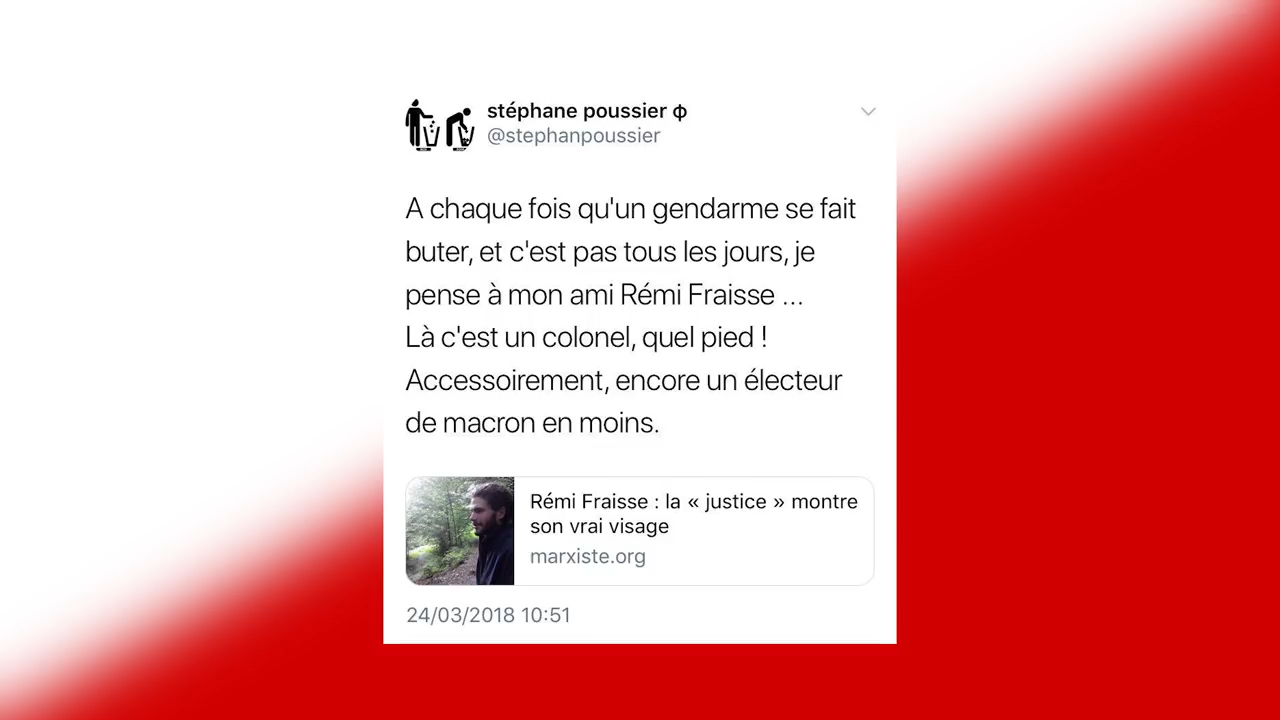 stéphane poussier φ
@stephanpoussier
A chaque fois qu'un gendarme se fait
buter, et c'est pas tous les jours, je
pense à mon ami Rémi Fraisse ...
Là c'est un colonel, quel pied !
Accessoirement, encore un électeur
de macron en moins.
Rémi Fraisse : la « justice » montre
son vrai visage
marxiste.org
24/03/2018 10:51